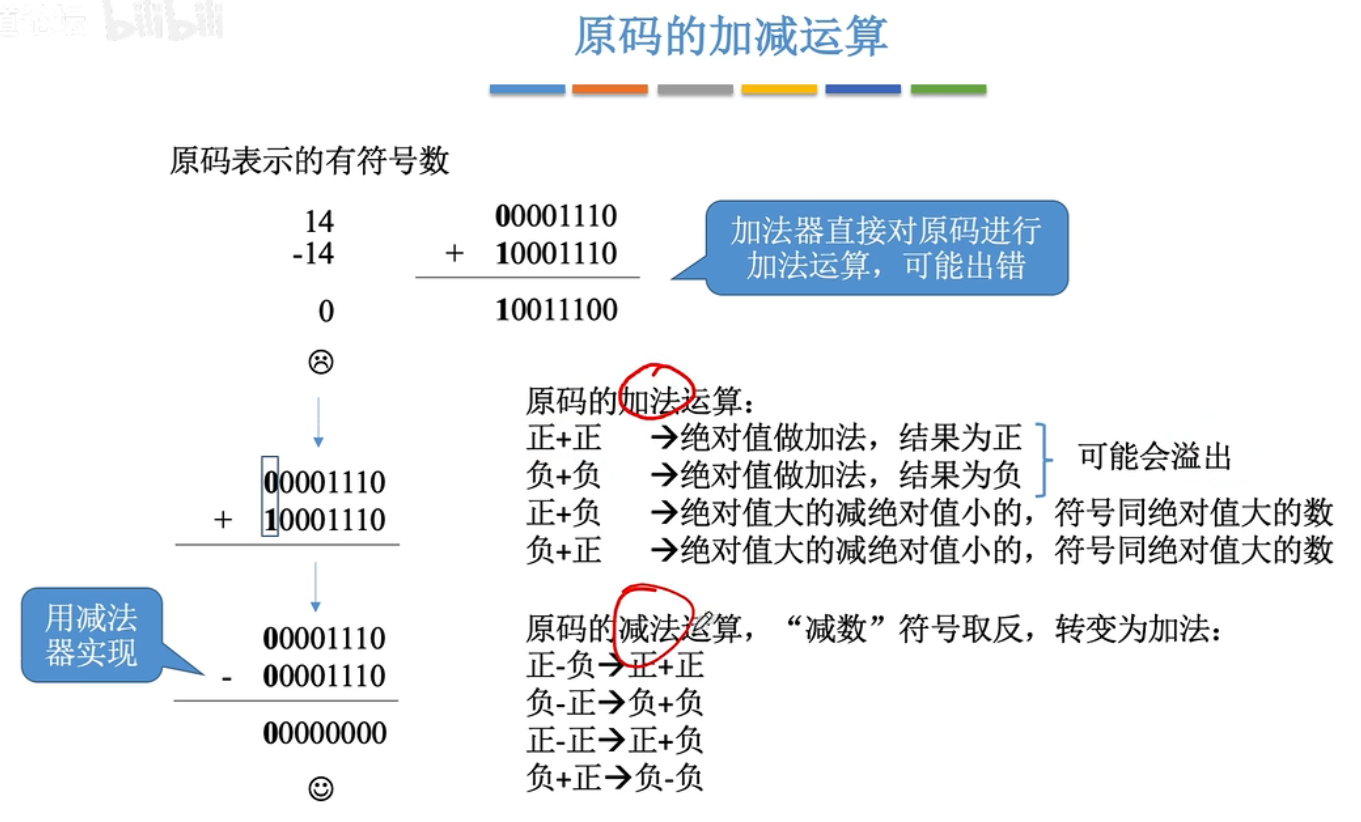 bilibili
原码的加减运算
原码表示的有符号数
14
-14
0
00001110
+ 10001110
10011100
加法器直接对原码进行
加法运算，可能出错
00001110
+ 10001110
用减法
器实现
00001110
- 00001110
00000000
原码的加法运算：
正+正 →绝对值做加法，结果为正
负+负 →绝对值做加法，结果为负
可能会溢出
正+负 →绝对值大的减绝对值小的，符号同绝对值大的数
负+正 →绝对值大的减绝对值小的，符号同绝对值大的数
原码的减法运算，“减数”符号取反，转变为加法：
正-负→正+正
负-正→负+负
正-正→正+负
负+正→负-负